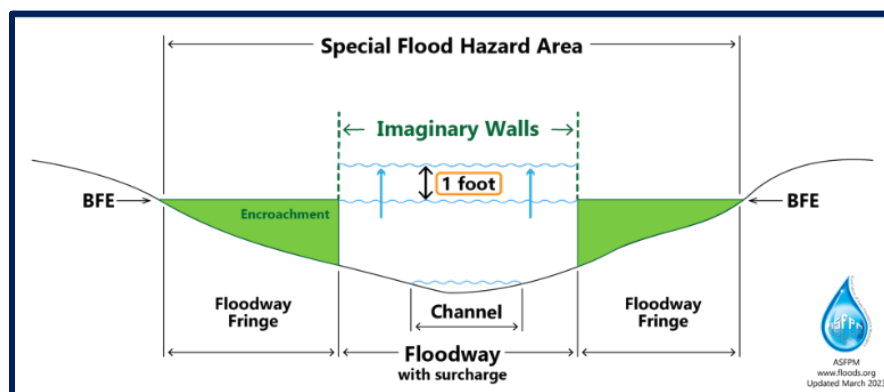 Special Flood Hazard Area
Imaginary Walls
1 foot
BFE
BFE
Encroachment
Floodway
Fringe
Channel
Floodway
Fringe
Floodway
with surcharge
ASFPM
ASFPM
www.floods.org
Updated March 2023